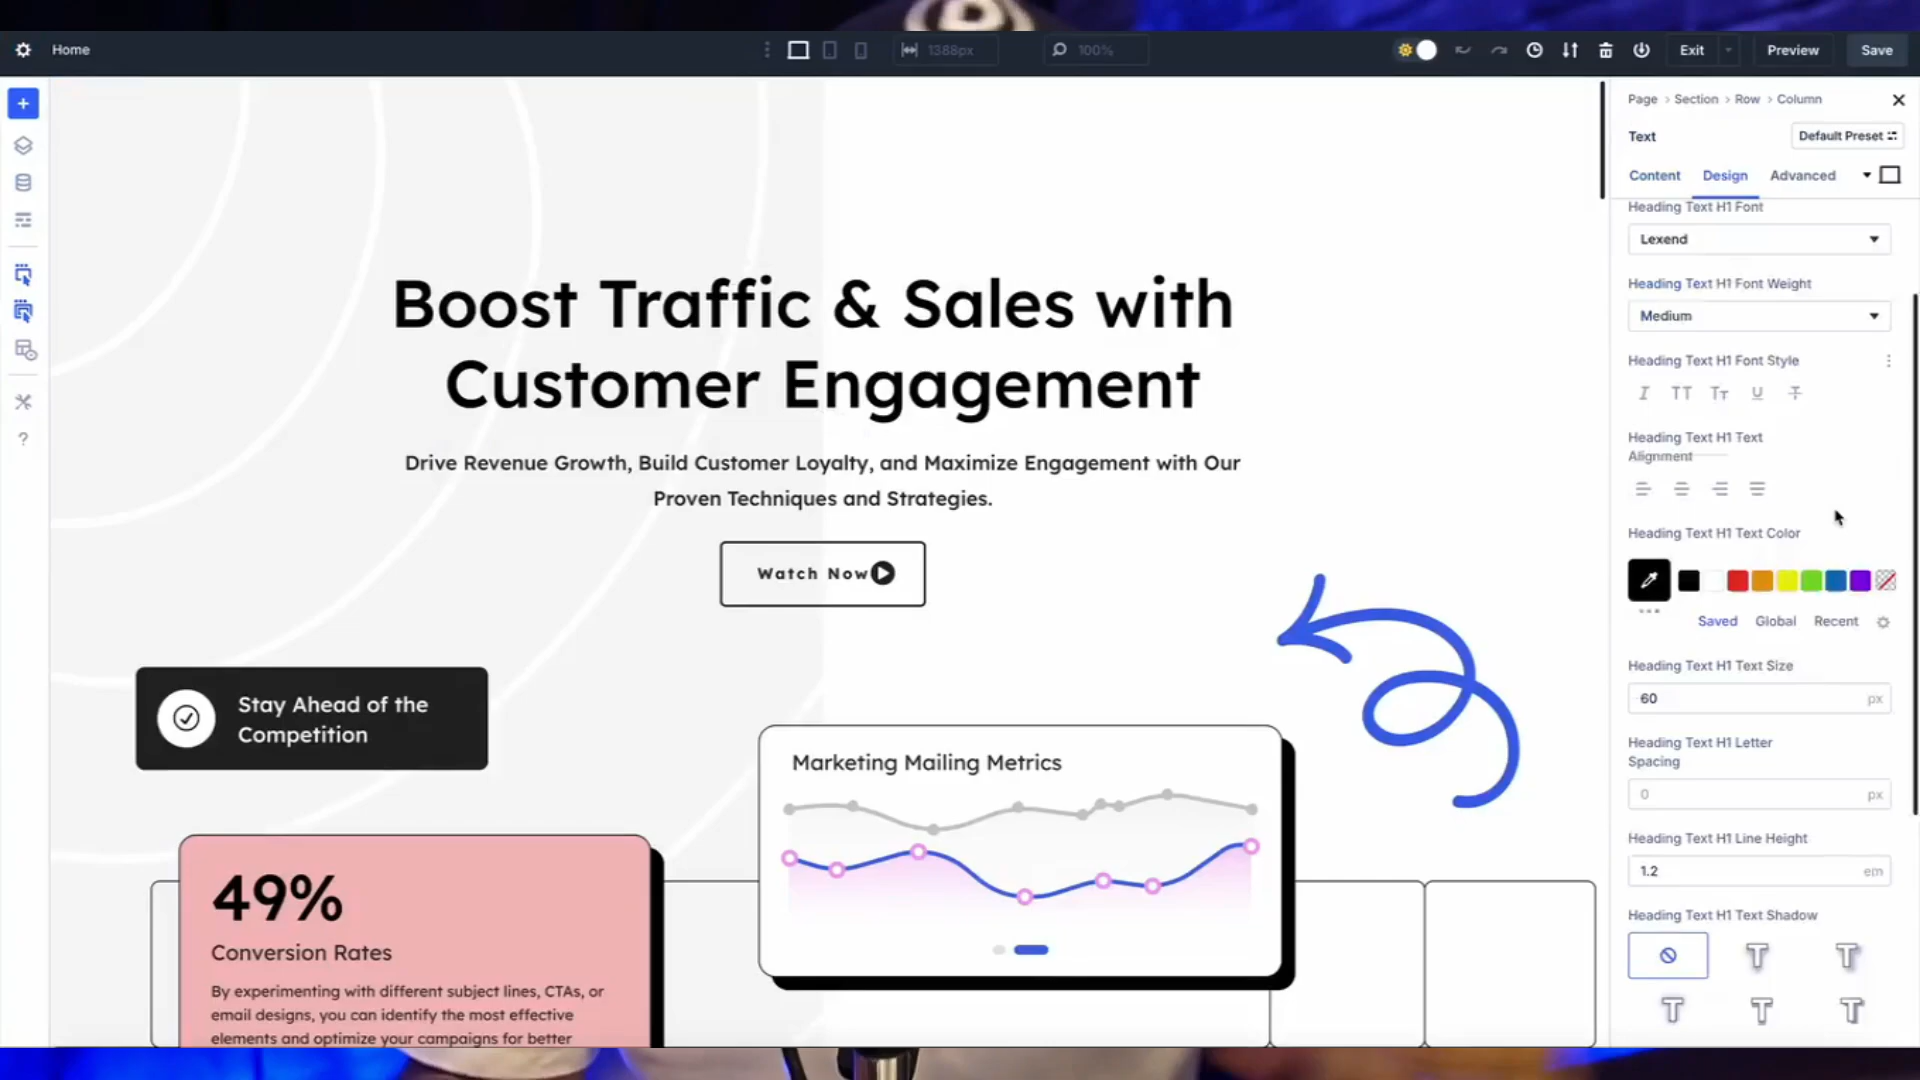 Home
1388px
100%
Exit
Preview
Save
Boost Traffic & Sales with
Customer Engagement
Drive Revenue Growth, Build Customer Loyalty, and Maximize Engagement with Our
Proven Techniques and Strategies.
Watch Now
Stay Ahead of the
Competition
Marketing Mailing Metrics
49%
Conversion Rates
By experimenting with different subject lines, CTAs, or
email designs, you can identify the most effective
elements and optimize your campaigns for better
Page > Section > Row > Column
Text
Default Preset
Content
Design
Advanced
Heading Text H1 Font
Lexend
Heading Text H1 Font Weight
Medium
Heading Text H1 Font Style
I TT Tт U T
Heading Text H1 Text
Alignment
Heading Text H1 Text Color
Saved
Global
Recent
Heading Text H1 Text Size
60
px
Heading Text H1 Letter
Spacing
0
px
Heading Text H1 Line Height
1.2
em
Heading Text H1 Text Shadow
T T
T T T